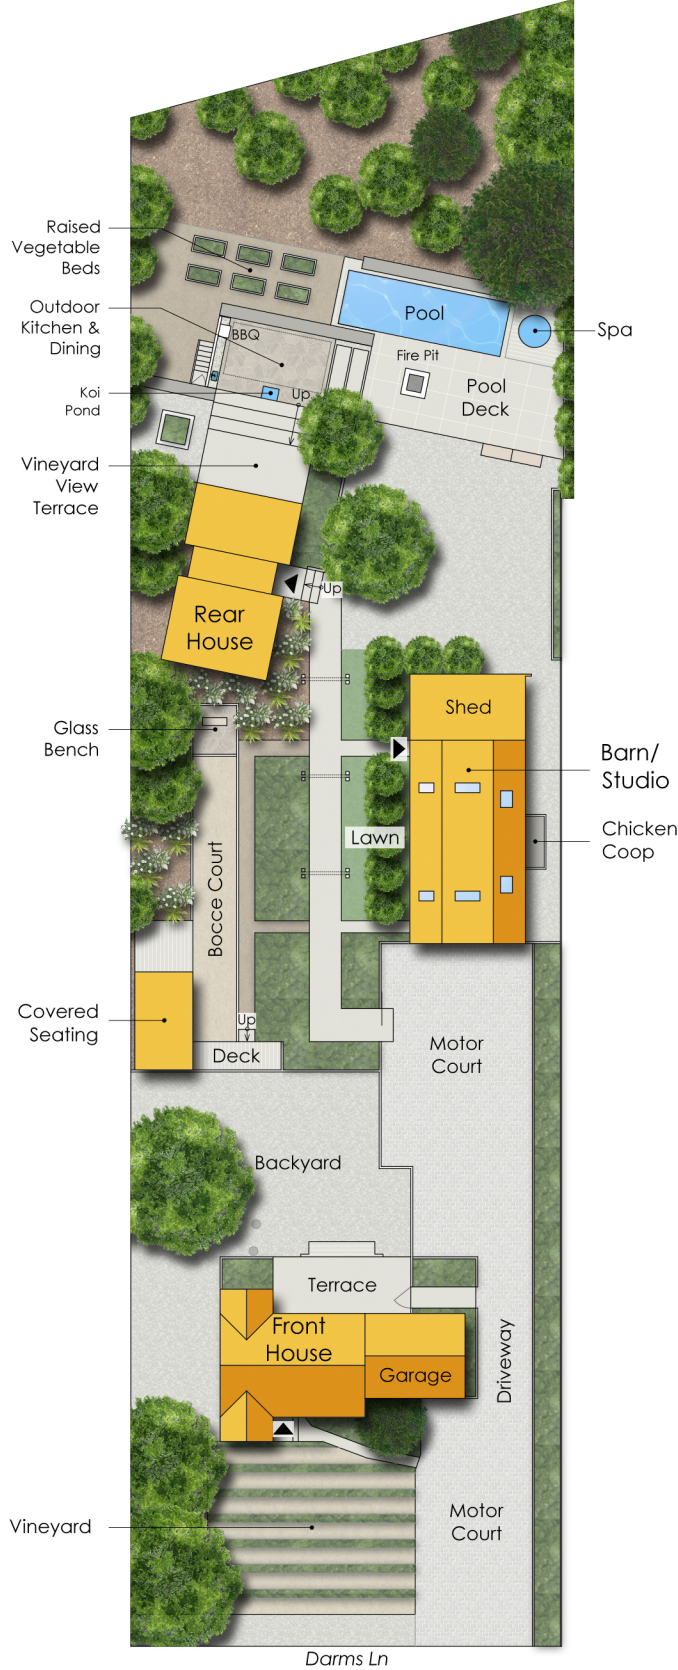 Raised
Vegetable
Beds
Outdoor
Kitchen &
Dining
BBQ
Pool
Spa
Fire Pit
Pool
Deck
Koi
Pond
Up
Vineyard
View
Terrace
Up
Rear
House
Shed
Glass
Bench
Barn/
Studio
Lawn
Chicken
Coop
Bocce Court
Covered
Seating
Up
Deck
Motor
Court
Backyard
Terrace
Front
House
Garage
Driveway
Vineyard
Motor
Court
Darms Ln